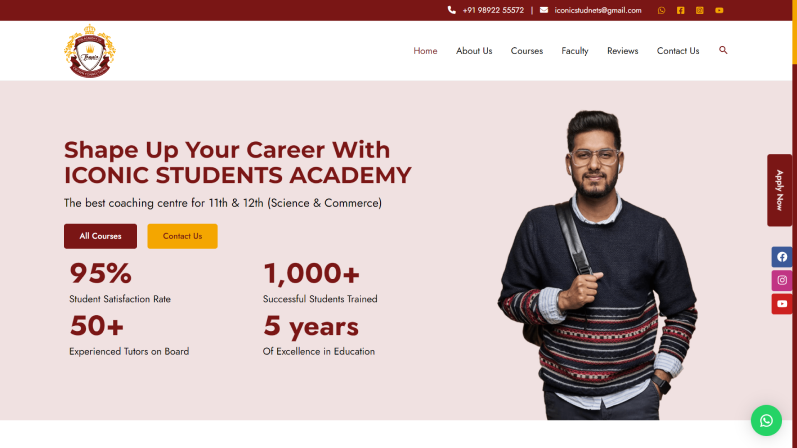 +91 98922 55572 | iconicstudnets@gmail.com
Iconic
Home About Us Courses Faculty Reviews Contact Us
Shape Up Your Career With
ICONIC STUDENTS ACADEMY
The best coaching centre for 11th & 12th (Science & Commerce)
All Courses Contact Us
95% 1,000+
Student Satisfaction Rate Successful Students Trained
50+ 5 years
Experienced Tutors on Board Of Excellence in Education
Apply Now